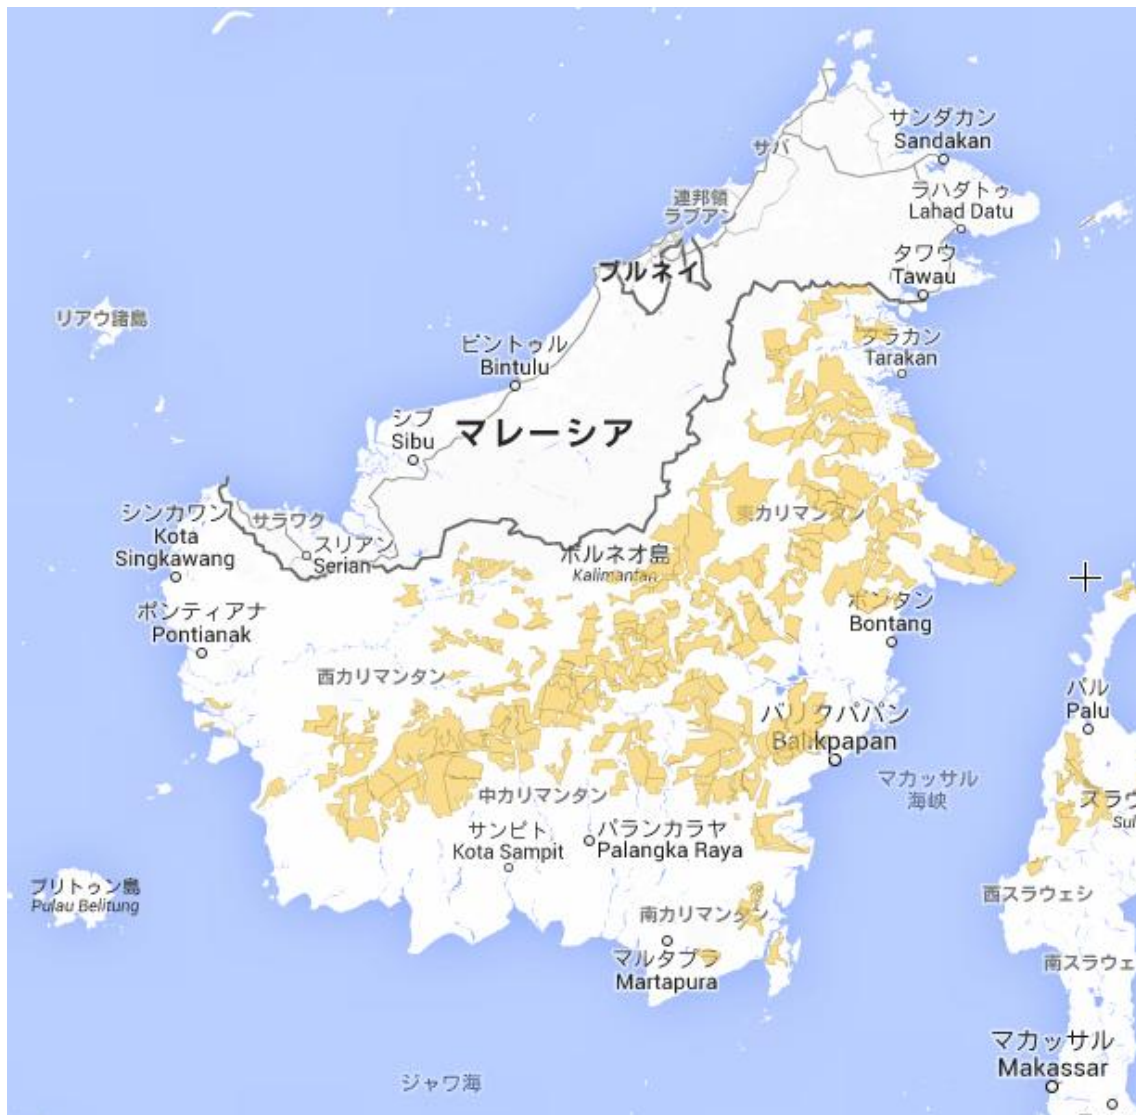 サンダカン
Sandakan
サバ
ラハダトゥ
Lahad Datu
連邦領
ラブアン
タワウ
Tawau
ブルネイ
リアウ諸島
タラカン
Tarakan
ビントゥル
Bintulu
シブ
Sibu
マレーシア
シンカワン
Kota
Singkawang
サラワク
東カリマンタン
スリアン
Serian
ボルネオ島
Kalimantan
ポンティアナ
Pontianak
ボンタン
Bontang
西カリマンタン
パル
Palu
バリクパパン
Balikpapan
マカッサル
海峡
中カリマンタン
スラウ
Sul
サンピト
Kota Sampit
パランカラヤ
Palangka Raya
ブリトゥン島
Pulau Belitung
西スラウェシ
南カリマンタン
マルタプラ
Martapura
南スラウェ
マカッサル
Makassar
ジャワ海